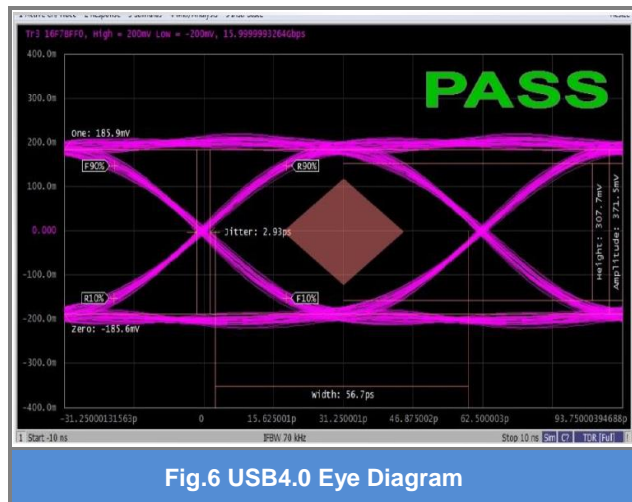 Tr3 16F7BFF0, High = 200mV Low = -200mV, 15.9999993264Gbps
400.0m
PASS
300.0m
200.0m
One: 185.9mV
F90%
R90%
100.0m
0.000
Jitter: 2.93ps
Height: 307.7mV
Amplitude: 371.5mV
-100.0m
R10%
F10%
-200.0m
Zero: -185.6mV
-300.0m
Width: 56.7ps
-400.0m
-31.25000131563p 0 15.625001p 31.250001p 46.875002p 62.500003p 93.75000394688p
1 Start -10 ns IFBW 70 kHz Stop 10 ns Sim C? TDR [Full] !
Fig.6 USB4.0 Eye Diagram